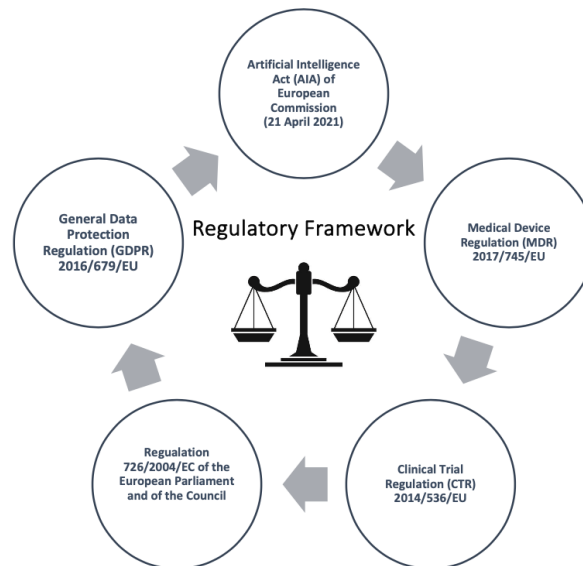 Artificial Intelligence
Act (AIA) of
European
Commission
(21 April 2021)
General Data
Protection
Regulation (GDPR)
2016/679/EU
Regulatory Framework
Medical Device
Regulation (MDR)
2017/745/EU
Regualation
726/2004/EC of the
European Parliament
and of the Council
Clinical Trial
Regulation (CTR)
2014/536/EU